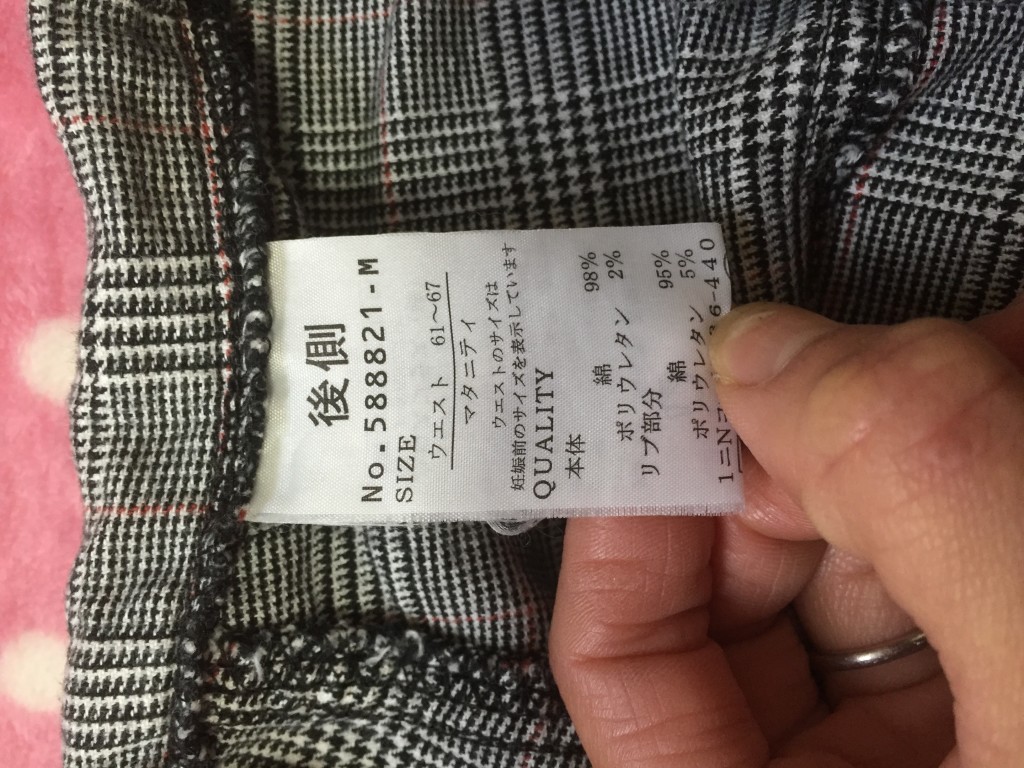 後側
No.588821-M
SIZE
ウエスト 61~67
マタニティ
ウエストのサイズは
妊娠前のサイズを表示しています
QUALITY
本体
綿 98%
ポリウレタン 2%
リブ部分
綿 95%
ポリウレタン 5%